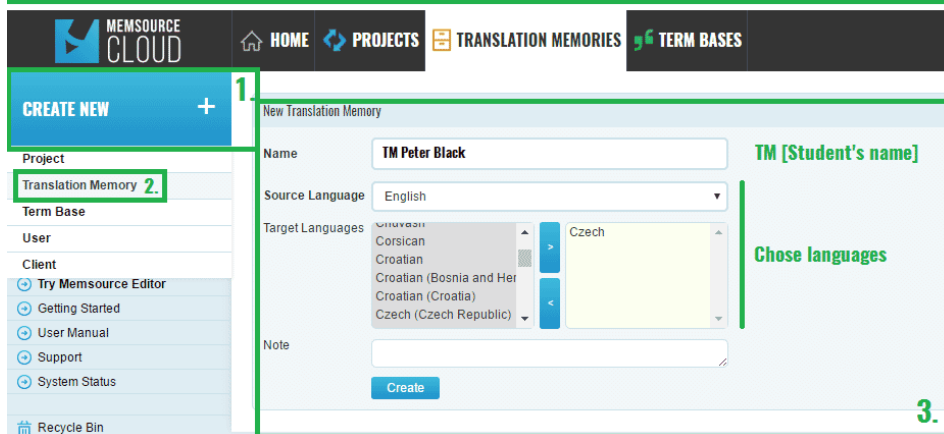 MEMSOURCE
CLOUD
HOME
PROJECTS
TRANSLATION MEMORIES
TERM BASES
CREATE NEW +
1.
Project
Translation Memory 2.
Term Base
User
Client
Try Memsource Editor
Getting Started
User Manual
Support
System Status
Recycle Bin
New Translation Memory
Name
TM Peter Black
TM [Student's name]
Source Language
English
Target Languages
Chuvash
Corsican
Croatian
Croatian (Bosnia and Her
Croatian (Croatia)
Czech (Czech Republic)
>
<
Czech
Chose languages
Note
Create
3.